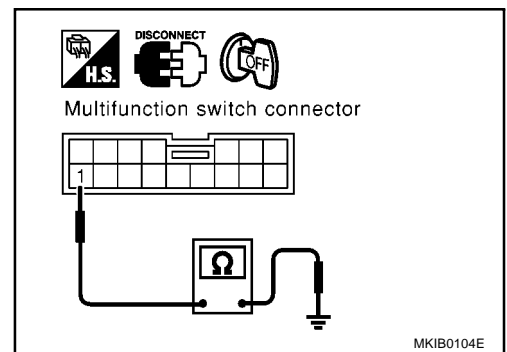 DISCONNECT
H.S.
OFF
Multifunction switch connector
1
Ω
MKIB0104E